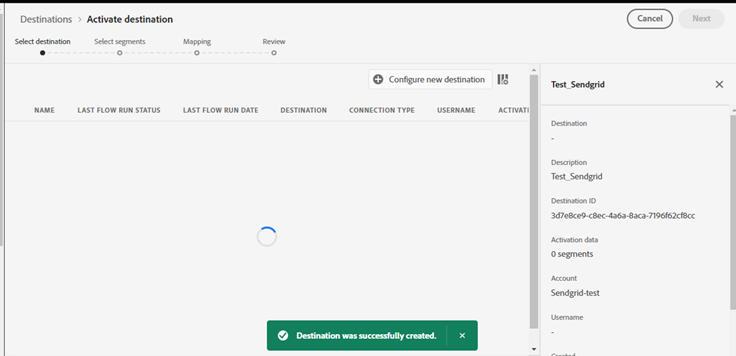 Destinations > Activate destination
Cancel
Next
Select destination
Select segments
Mapping
Review
Configure new destination
NAME LAST FLOW RUN STATUS LAST FLOW RUN DATE DESTINATION CONNECTION TYPE USERNAME ACTIVATI
Destination was successfully created.
Test_Sendgrid
Destination
-
Description
Test_Sendgrid
Destination ID
3d7e8ce9-c8ec-4a6a-8aca-7196f62cf8cc
Activation data
0 segments
Account
Sendgrid-test
Username
-
Created